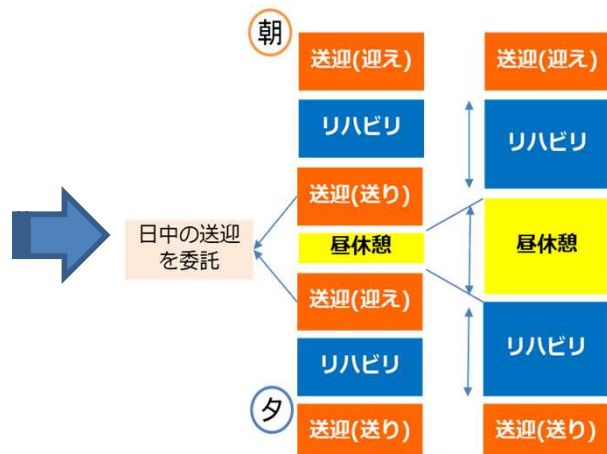 朝
送迎(迎え)
リハビリ
送迎(送り)
昼休憩
送迎(迎え)
リハビリ
送迎(送り)
夕
日中の送迎
を委託
送迎(迎え)
リハビリ
昼休憩
リハビリ
送迎(送り)